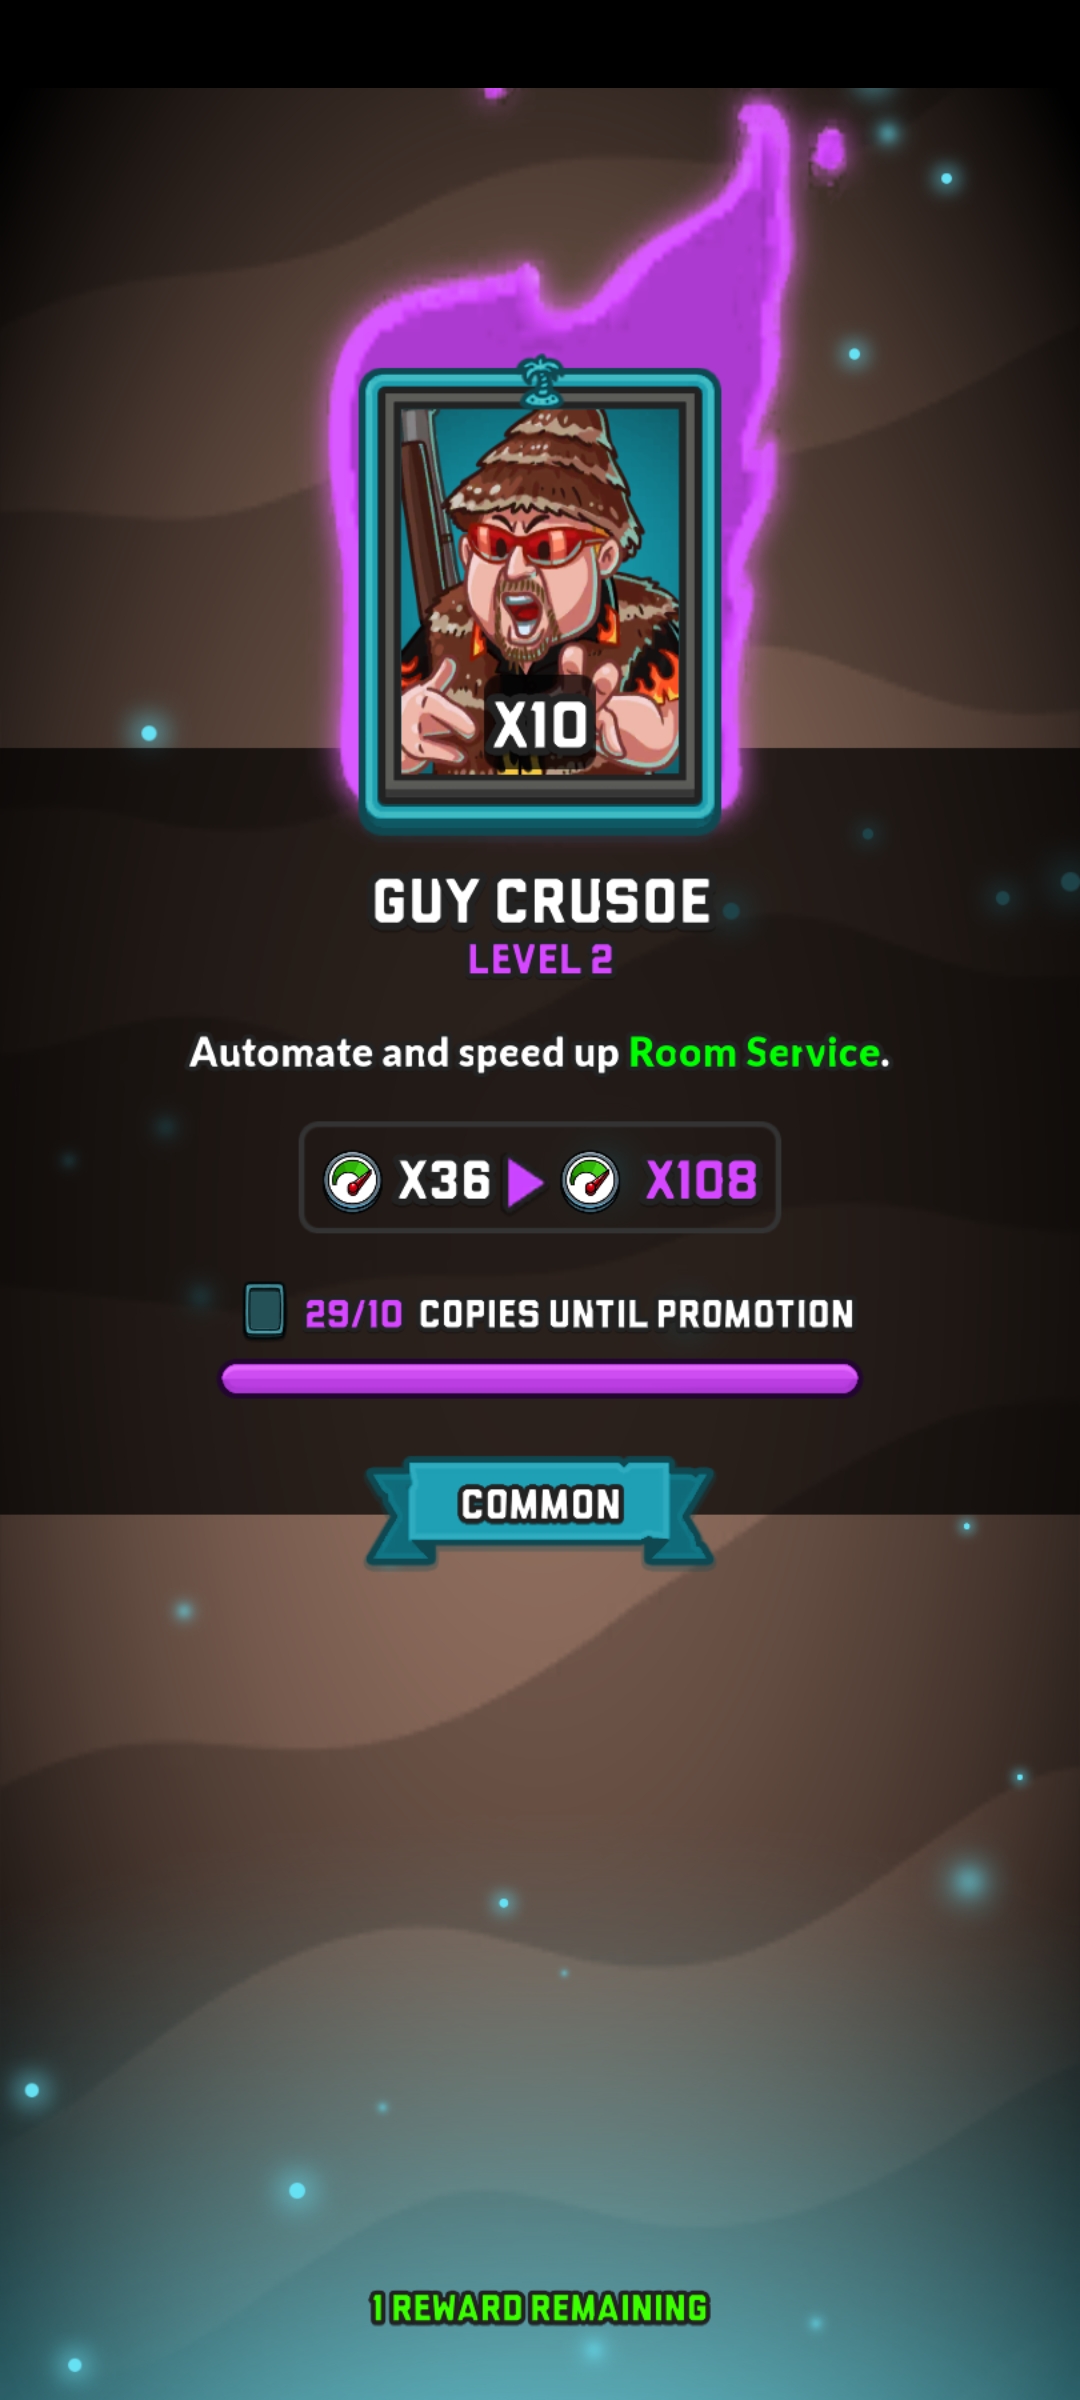 X10
GUY CRUSOE
LEVEL 2
Automate and speed up Room Service.
X36 X108
29/10 COPIES UNTIL PROMOTION
COMMON
1 REWARD REMAINING